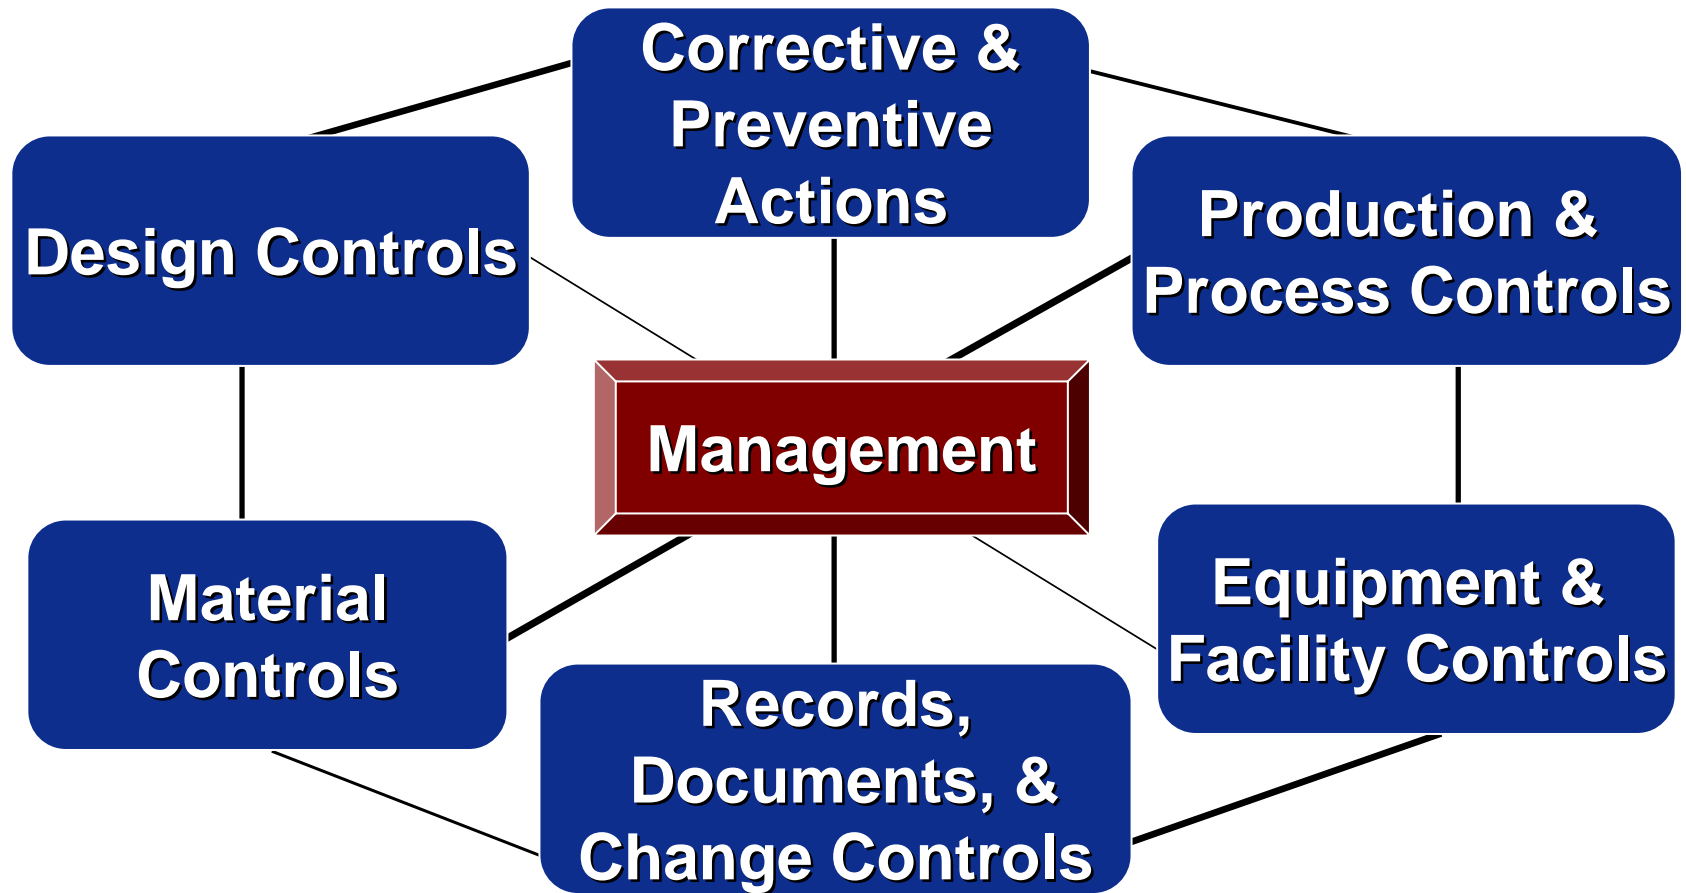 Corrective &
Preventive
Actions
Design Controls
Production &
Process Controls
Management
Material
Controls
Equipment &
Facility Controls
Records,
Documents, &
Change Controls